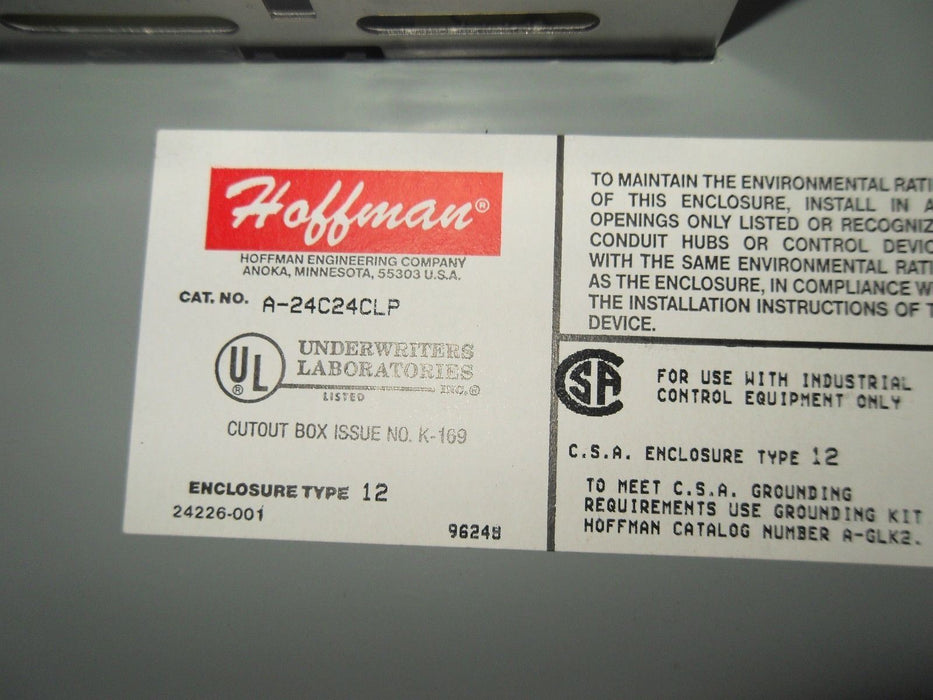 Hoffman®
HOFFMAN ENGINEERING COMPANY
ANOKA, MINNESOTA, 55303 U.S.A.
CAT. NO. A-24C24CLP
UL®
UNDERWRITERS
LABORATORIES
INC.®
LISTED
CUTOUT BOX ISSUE NO. K-169
ENCLOSURE TYPE 12
24226-001
TO MAINTAIN THE ENVIRONMENTAL RATI
OF THIS ENCLOSURE, INSTALL IN A
OPENINGS ONLY LISTED OR RECOGNIZ
CONDUIT HUBS OR CONTROL DEVIC
WITH THE SAME ENVIRONMENTAL RATI
AS THE ENCLOSURE, IN COMPLIANCE W
THE INSTALLATION INSTRUCTIONS OF T
DEVICE.
CSA
FOR USE WITH INDUSTRIAL
CONTROL EQUIPMENT ONLY
C.S.A. ENCLOSURE TYPE 12
TO MEET C.S.A. GROUNDING
REQUIREMENTS USE GROUNDING KIT
HOFFMAN CATALOG NUMBER A-GLK2.